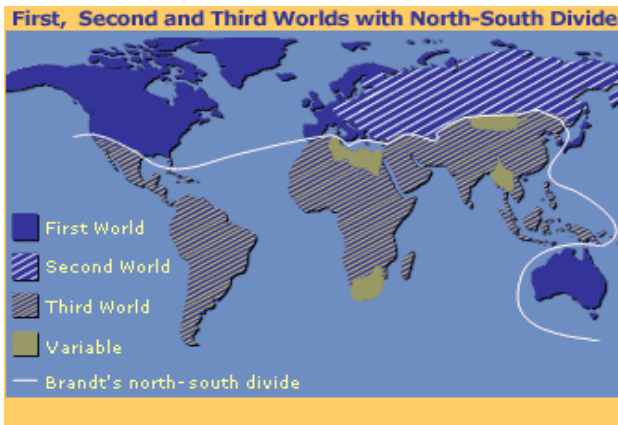 First, Second and Third Worlds with North-South Divide
First World
Second World
Third World
Variable
Brandt's north-south divide